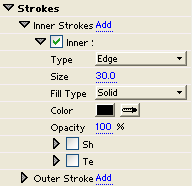 Strokes
Inner Strokes Add
Inner :
Type Edge
Size 30.0
Fill Type Solid
Color
Opacity 100 %
Sh
Te
Outer Stroke Add